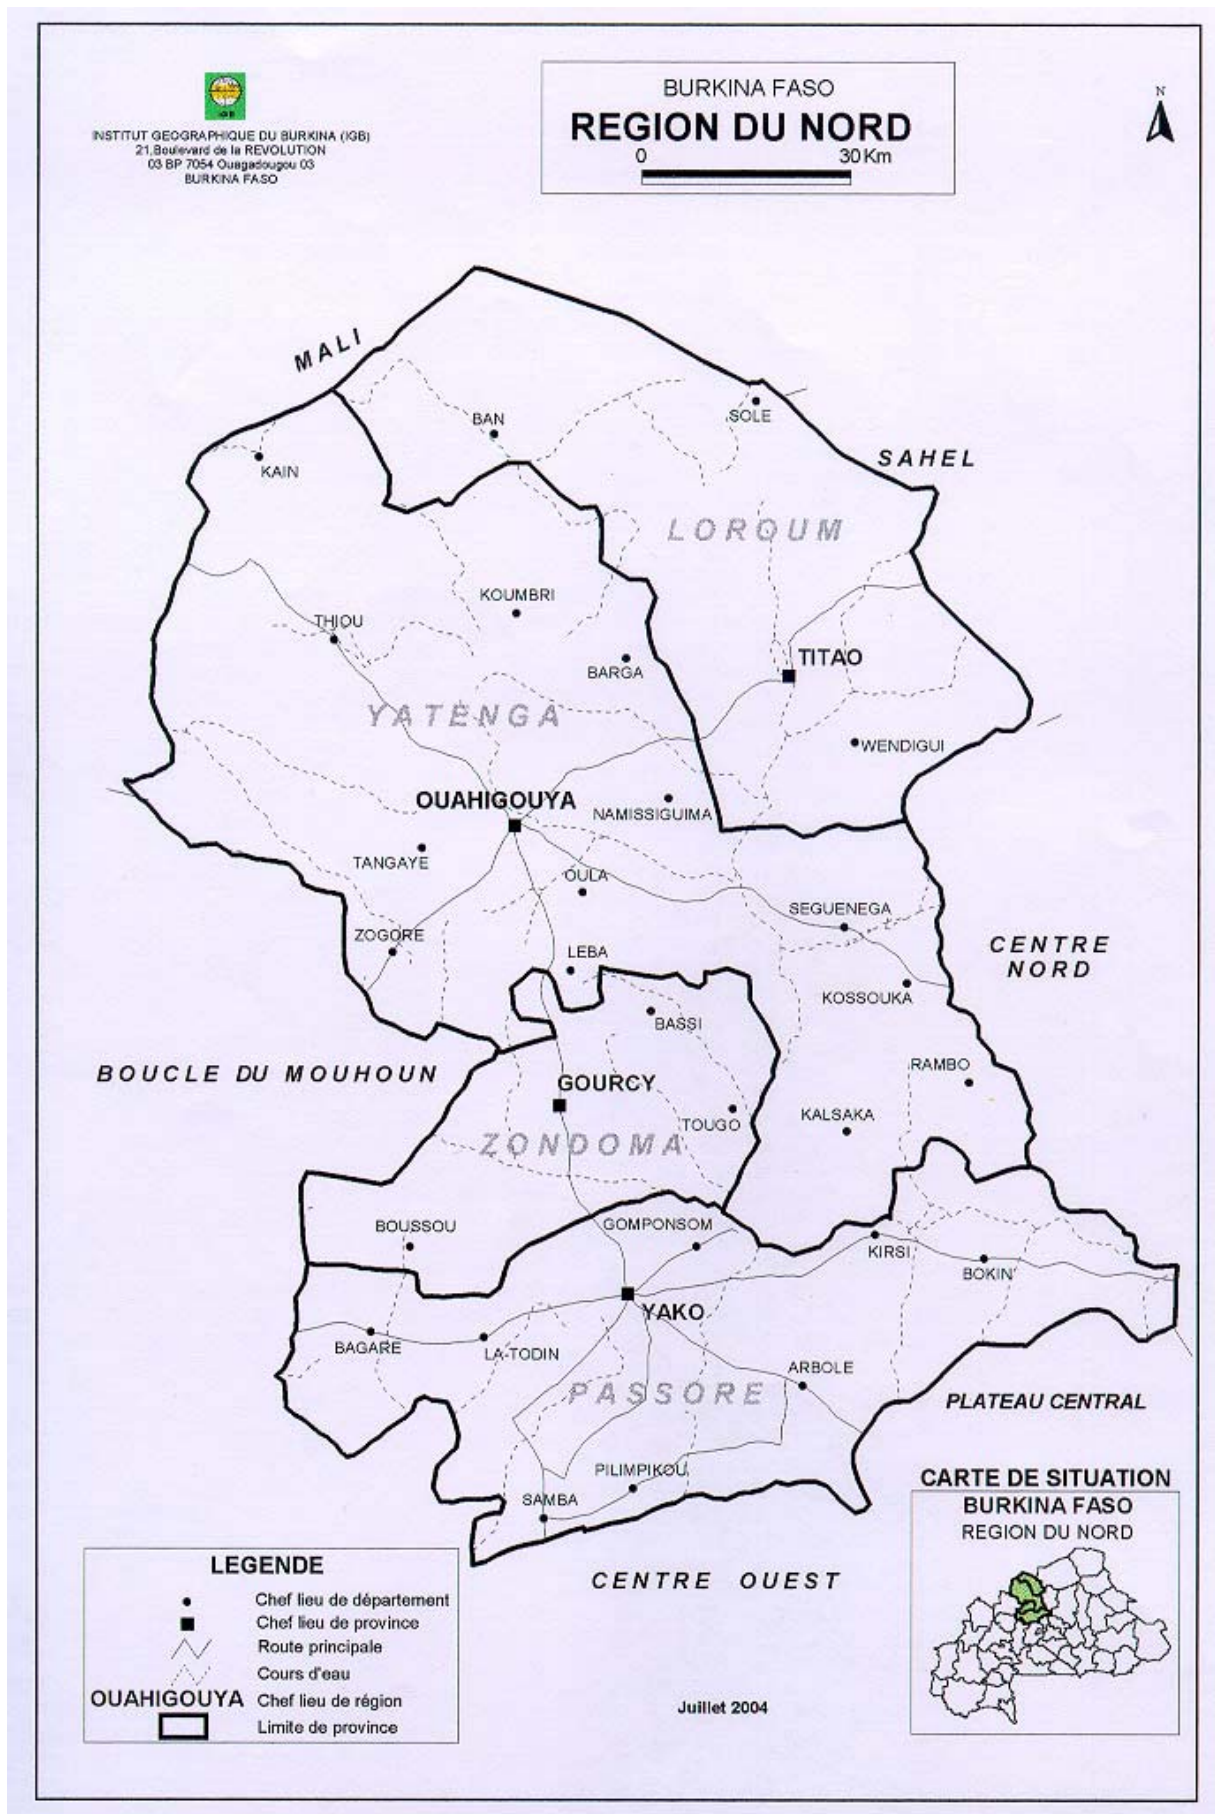 INSTITUT GEOGRAPHIQUE DU BURKINA (IGB)
21,Boulevard de la REVOLUTION
03 BP 7054 Ouagadougou 03
BURKINA FASO
BURKINA FASO
REGION DU NORD
0 30 Km
N
MALI
BAN
SOLE
KAIN
SAHEL
LOROUM
KOUMBRI
THIOU
TITAO
BARGA
YATENGA
WENDIGUI
OUAHIGOUYA
NAMISSIGUIMA
TANGAYE
OULA
SEGUENEGA
ZOGORE
LEBA
CENTRE
NORD
KOSSOUKA
BASSI
BOUCLE DU MOUHOUN
RAMBO
GOURCY
KALSAKA
TOUGO
ZONDOMA
BOUSSOU
GOMPONSOM
KIRSI
BOKIN
YAKO
BAGARE
LA-TODIN
ARBOLE
PASSORE
PLATEAU CENTRAL
PILIMPIKOU
SAMBA
CENTRE OUEST
CARTE DE SITUATION
BURKINA FASO
REGION DU NORD
LEGENDE
Chef lieu de département
Chef lieu de province
Route principale
Cours d'eau
OUAHIGOUYA Chef lieu de région
Limite de province
Juillet 2004